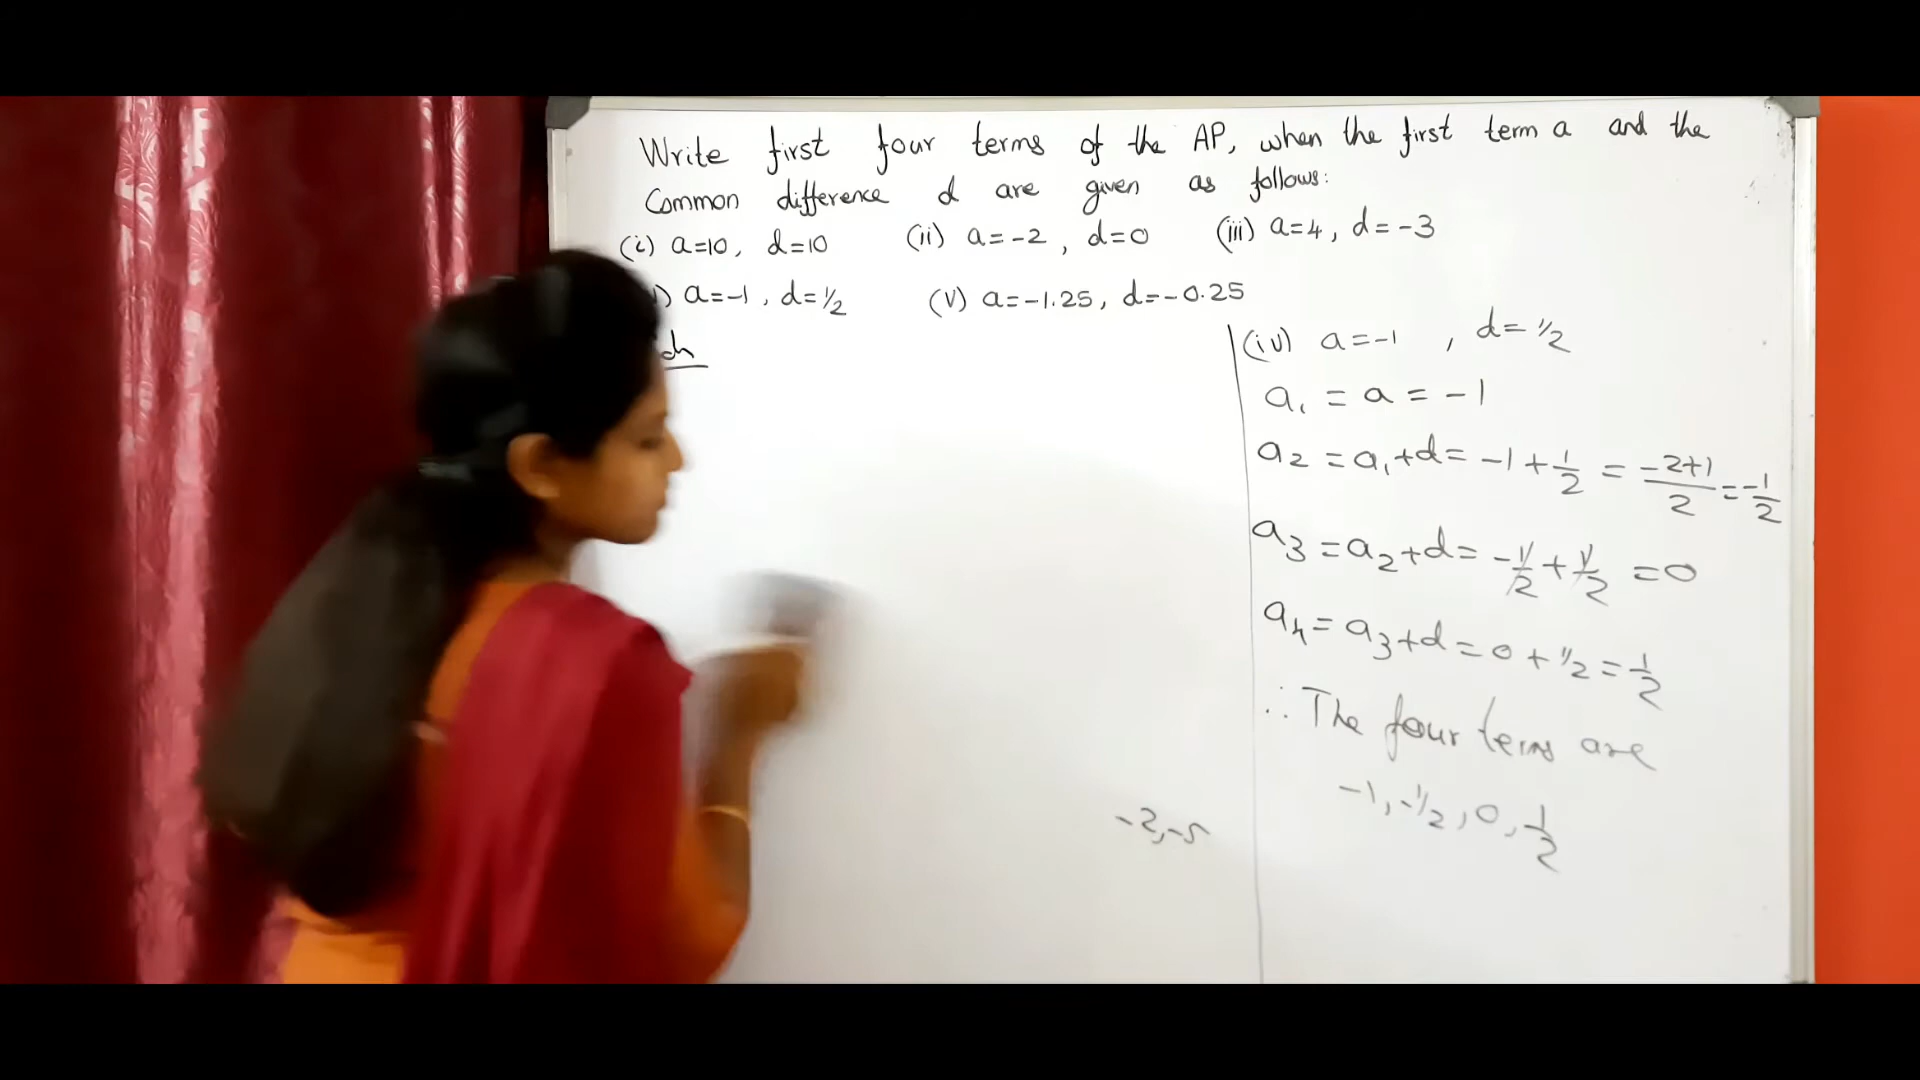 Write first four terms of the AP, when the first term a and the
Common difference d are given as follows:
(i) a=10, d=10 (ii) a=-2, d=0 (iii) a=4, d=-3
) a=-1, d=1/2 (V) a=-1.25, d=-0.25
(iv) a=-1, d=1/2
a₁ = a = -1
a₂ = a₁+d = -1 + 1/2 = (-2+1)/2 = -1/2
a₃ = a₂+d = -1/2 + 1/2 = 0
a₄ = a₃+d = 0 + 1/2 = 1/2
∴ The four terms are
-1, -1/2, 0, 1/2
-2, -5